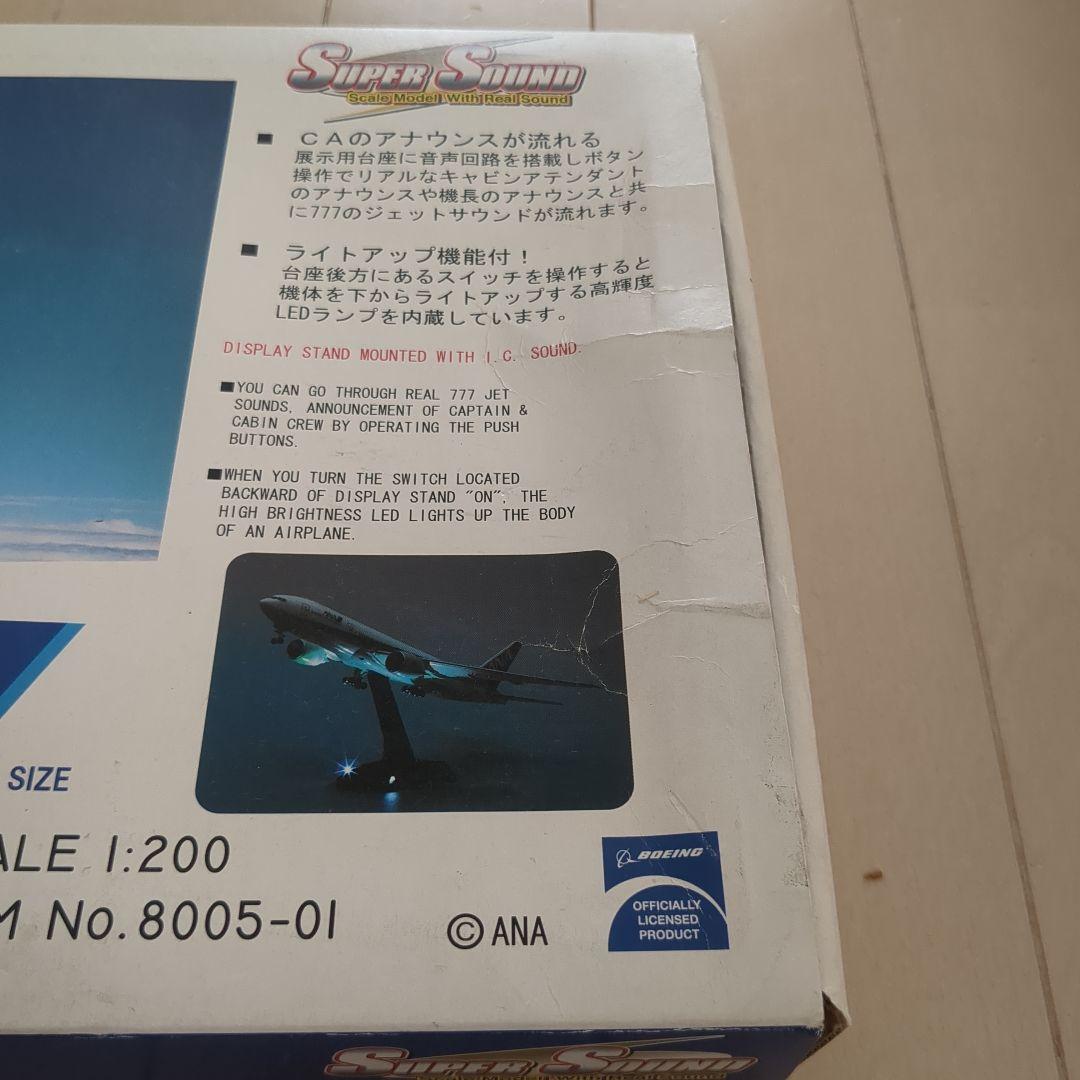 SUPER SOUND
Scale Model With Real Sound
■ CAのアナウンスが流れる
展示用台座に音声回路を搭載しボタン
操作でリアルなキャビンアテンダント
のアナウンスや機長のアナウンスと共
に777のジェットサウンドが流れます。
■ ライトアップ機能付!
台座後方にあるスイッチを操作すると
機体を下からライトアップする高輝度
LEDランプを内蔵しています。
DISPLAY STAND MOUNTED WITH I.C. SOUND.
■YOU CAN GO THROUGH REAL 777 JET
SOUNDS, ANNOUNCEMENT OF CAPTAIN &
CABIN CREW BY OPERATING THE PUSH
BUTTONS.
■WHEN YOU TURN THE SWITCH LOCATED
BACKWARD OF DISPLAY STAND "ON", THE
HIGH BRIGHTNESS LED LIGHTS UP THE BODY
OF AN AIRPLANE.
ANA
SIZE
ALE 1:200
M No.8005-01
© ANA
BOEING
OFFICIALLY
LICENSED
PRODUCT
SUPER SOUND